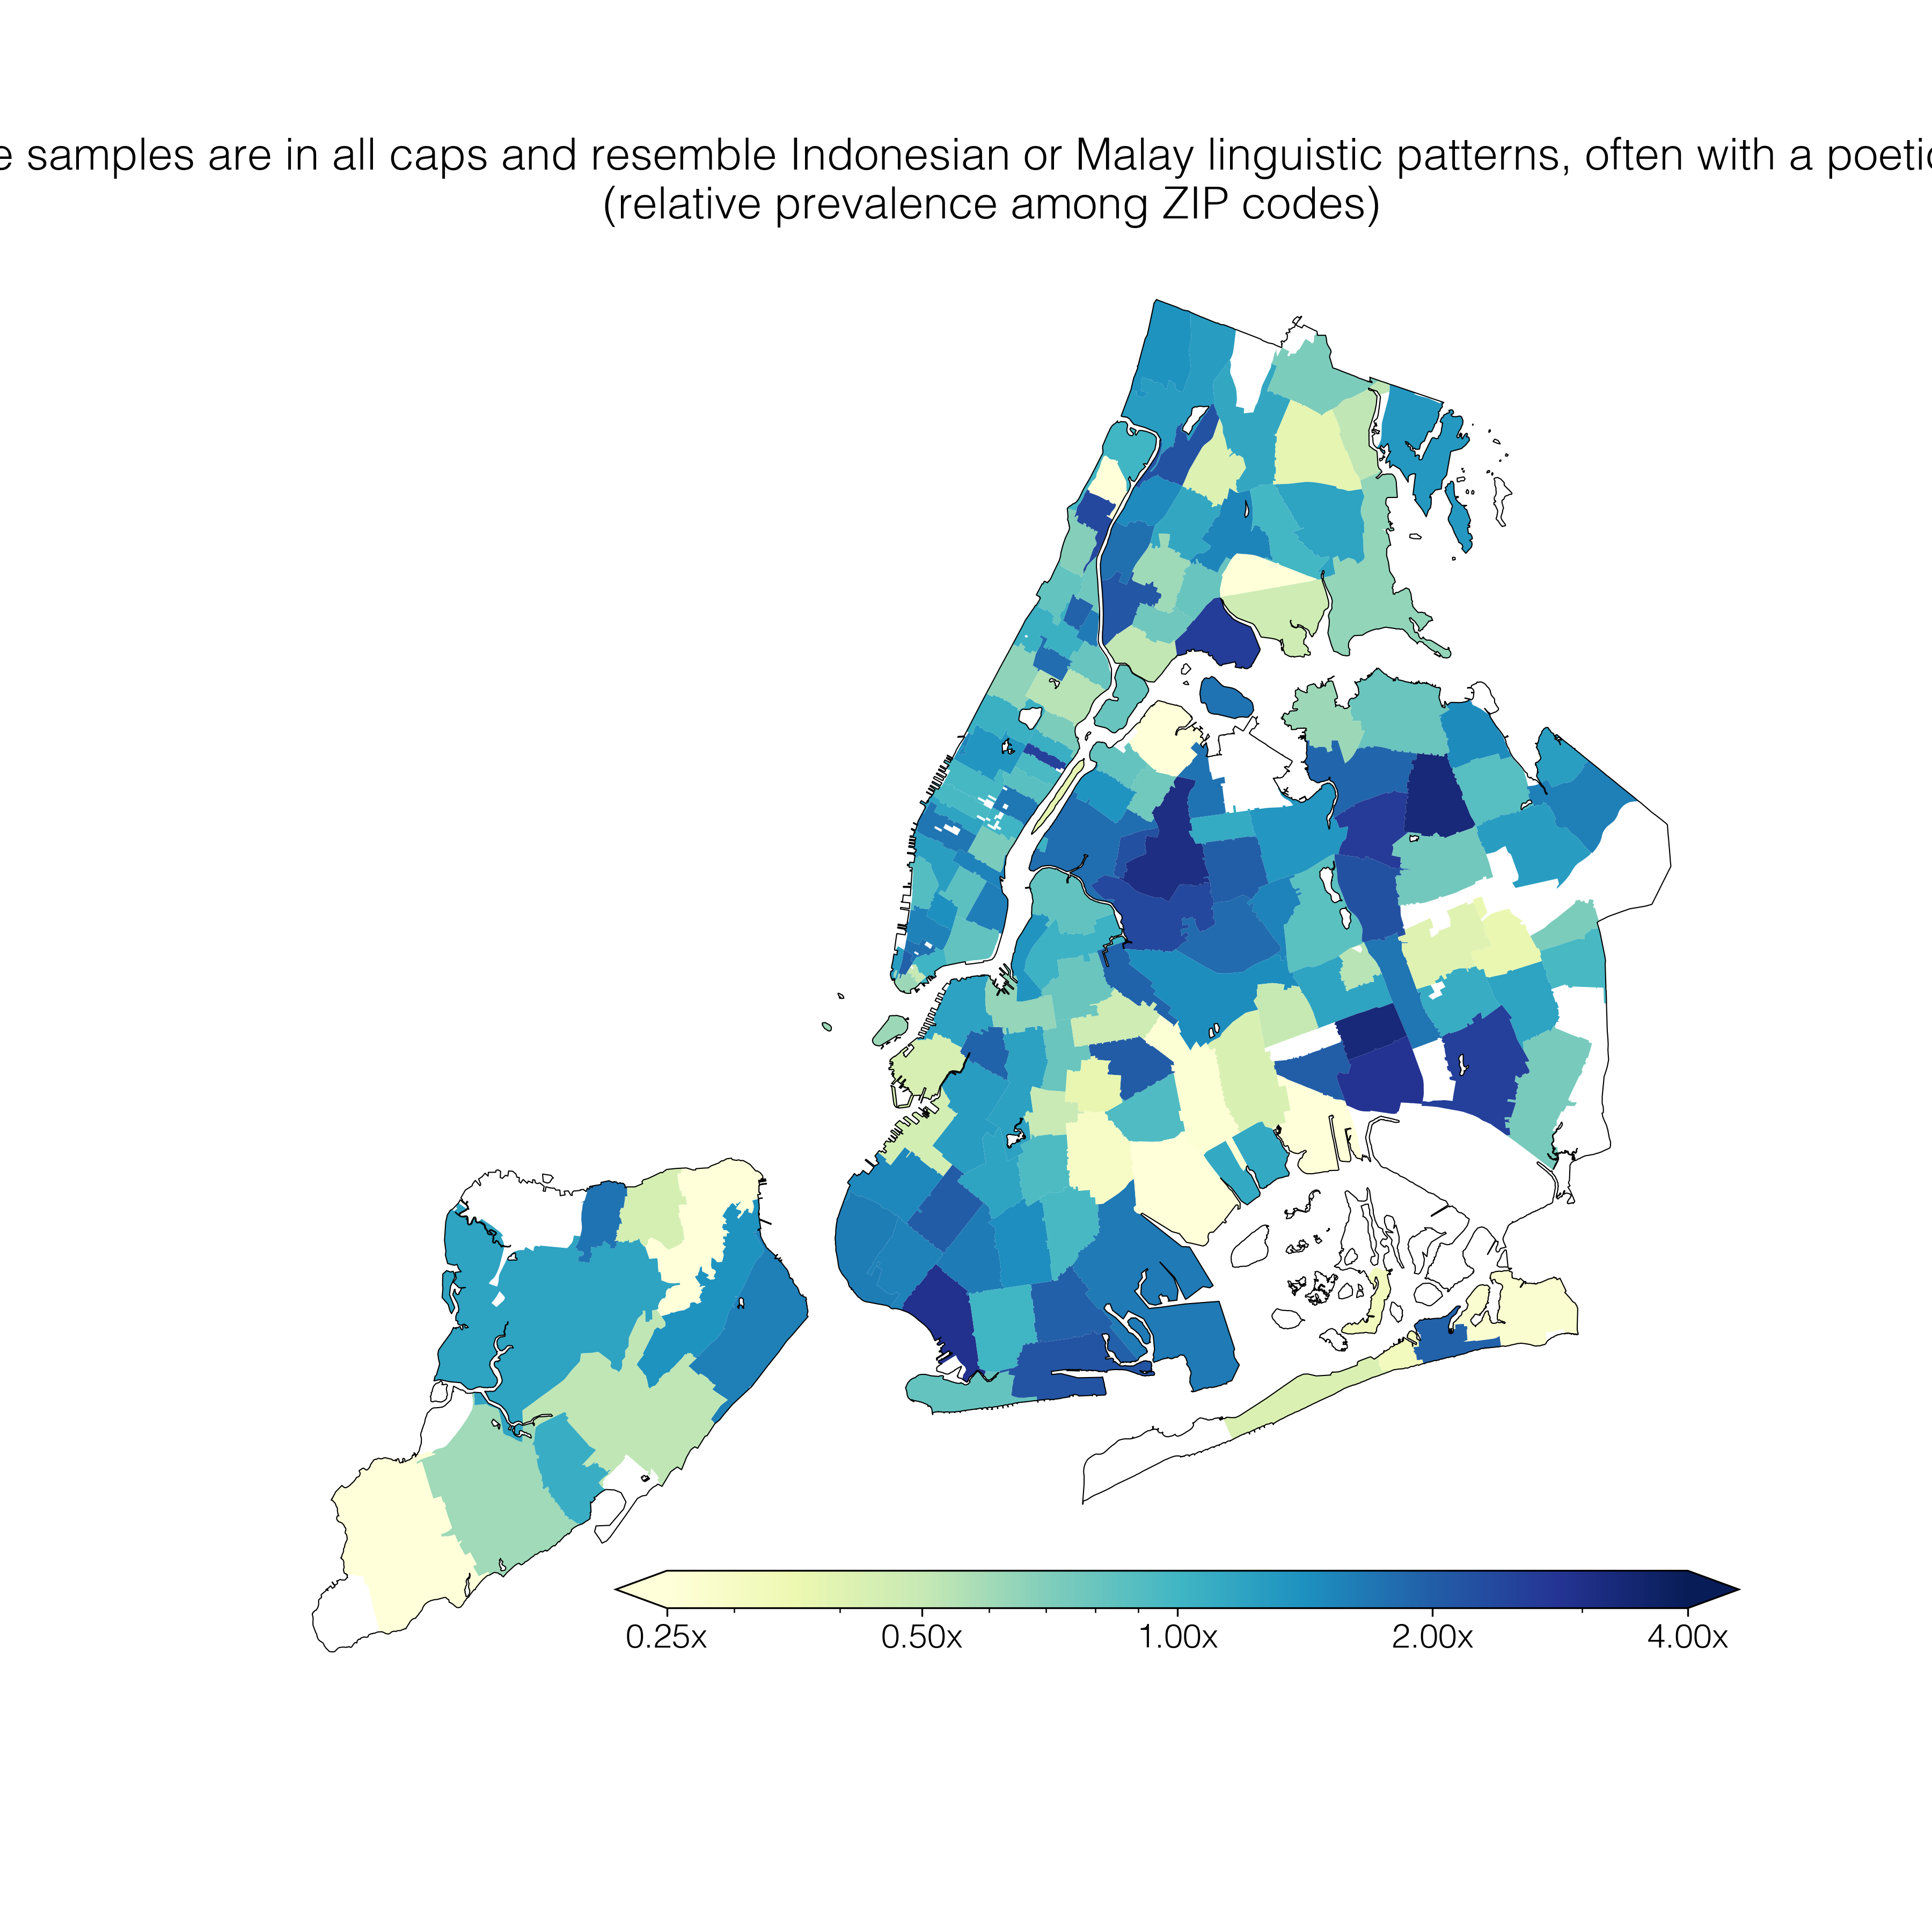 samples are in all caps and resemble Indonesian or Malay linguistic patterns, often with a
(relative prevalence among ZIP codes)
0.25x 0.50x 1.00x 2.00x 4.00x